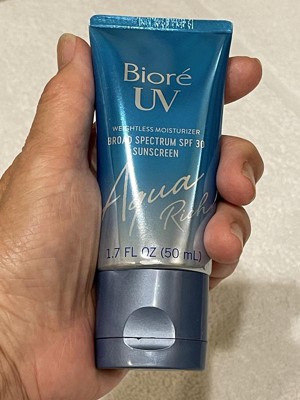 Bioré
UV
WEIGHTLESS MOISTURIZER
BROAD SPECTRUM SPF 30
SUNSCREEN
Aqua
Rich
1.7 FL OZ (50 mL)